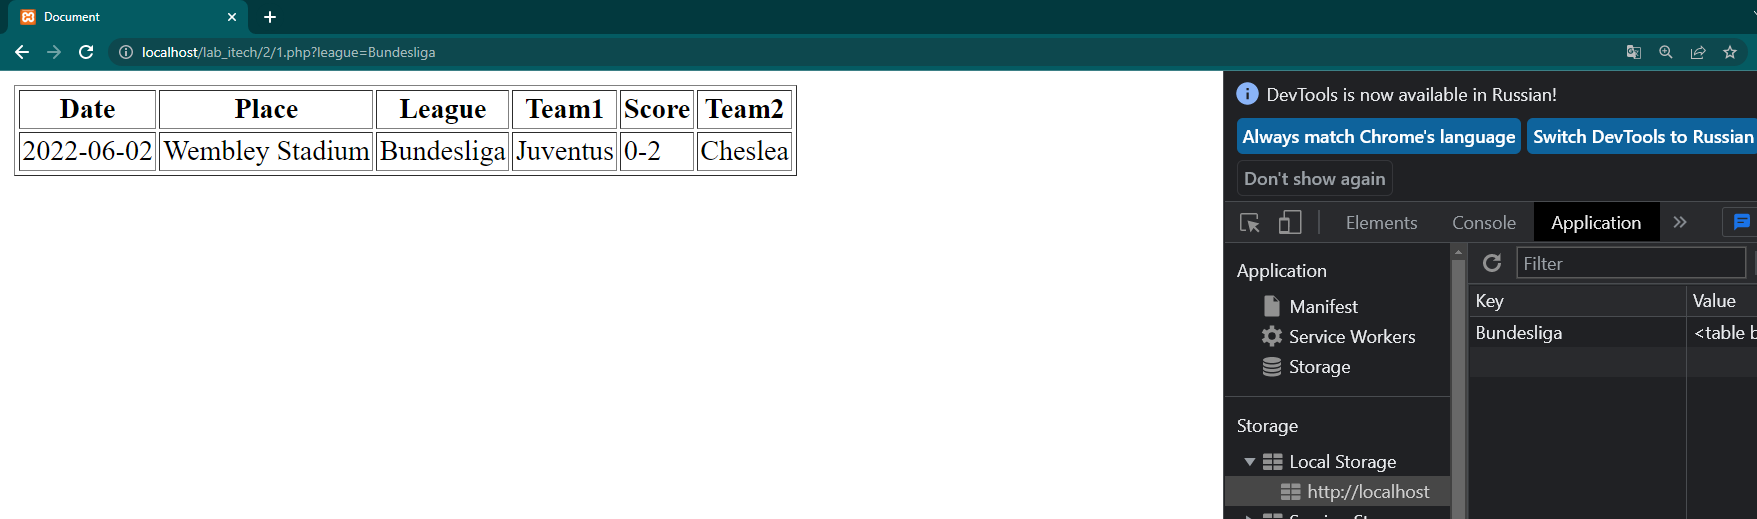 Document
localhost/lab_itech/2/1.php?league=Bundesliga
Date Place League Team1 Score Team2
2022-06-02 Wembley Stadium Bundesliga Juventus 0-2 Cheslea
DevTools is now available in Russian!
Always match Chrome's language Switch DevTools to Russian
Don't show again
Elements Console Application
Application
Manifest
Service Workers
Storage
Storage
Local Storage
http://localhost
Filter
Key Value
Bundesliga <table b